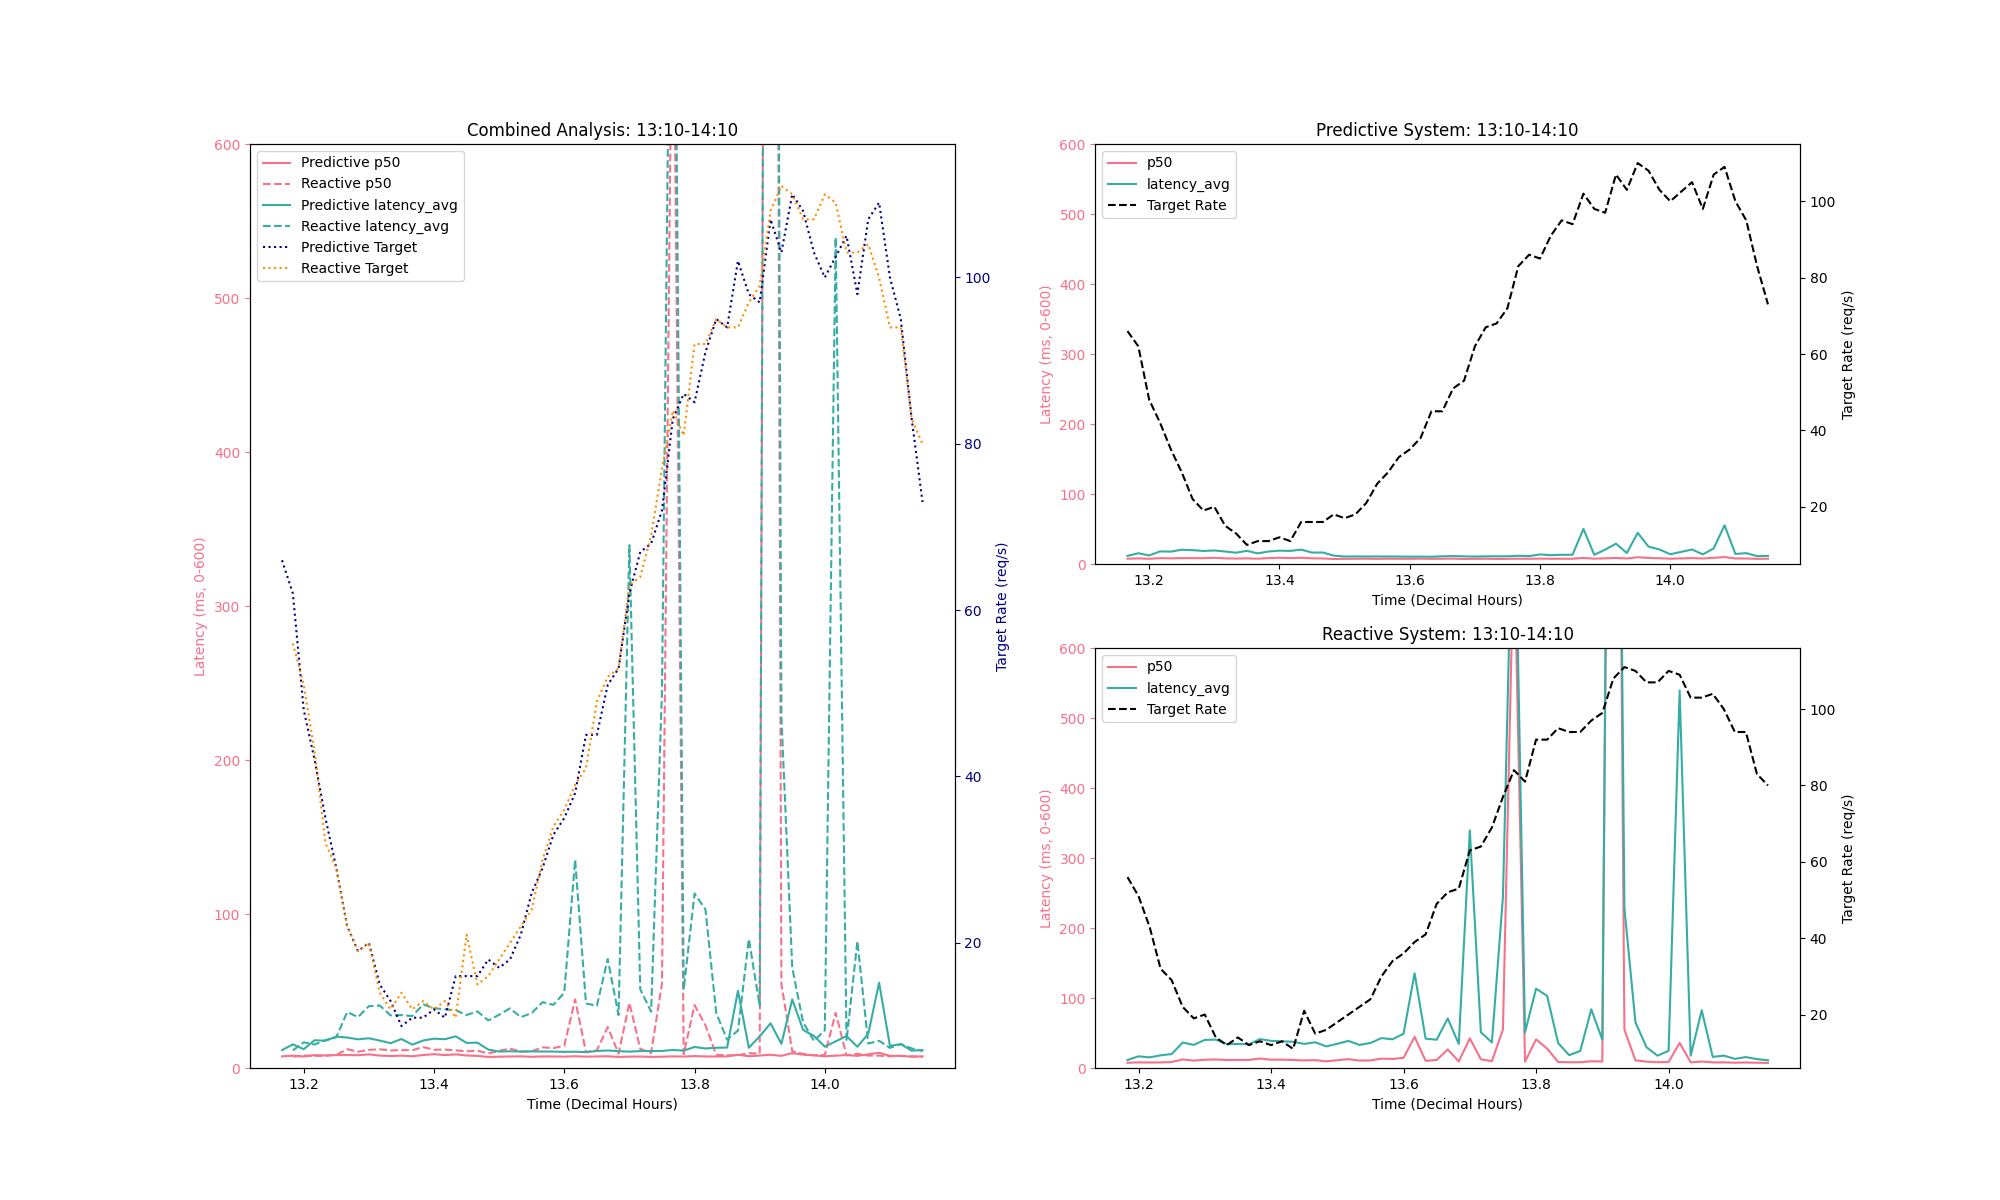 Combined Analysis: 13:10-14:10
Predictive p50
Reactive p50
Predictive latency_avg
Reactive latency_avg
Predictive Target
Reactive Target
600
500
400
300
200
100
0
Latency (ms, 0-600)
100
80
60
40
20
Target Rate (req/s)
13.2 13.4 13.6 13.8 14.0
Time (Decimal Hours)
Predictive System: 13:10-14:10
p50
latency_avg
Target Rate
600
500
400
300
200
100
0
Latency (ms, 0-600)
100
80
60
40
20
Target Rate (req/s)
13.2 13.4 13.6 13.8 14.0
Time (Decimal Hours)
Reactive System: 13:10-14:10
p50
latency_avg
Target Rate
600
500
400
300
200
100
0
Latency (ms, 0-600)
100
80
60
40
20
Target Rate (req/s)
13.2 13.4 13.6 13.8 14.0
Time (Decimal Hours)